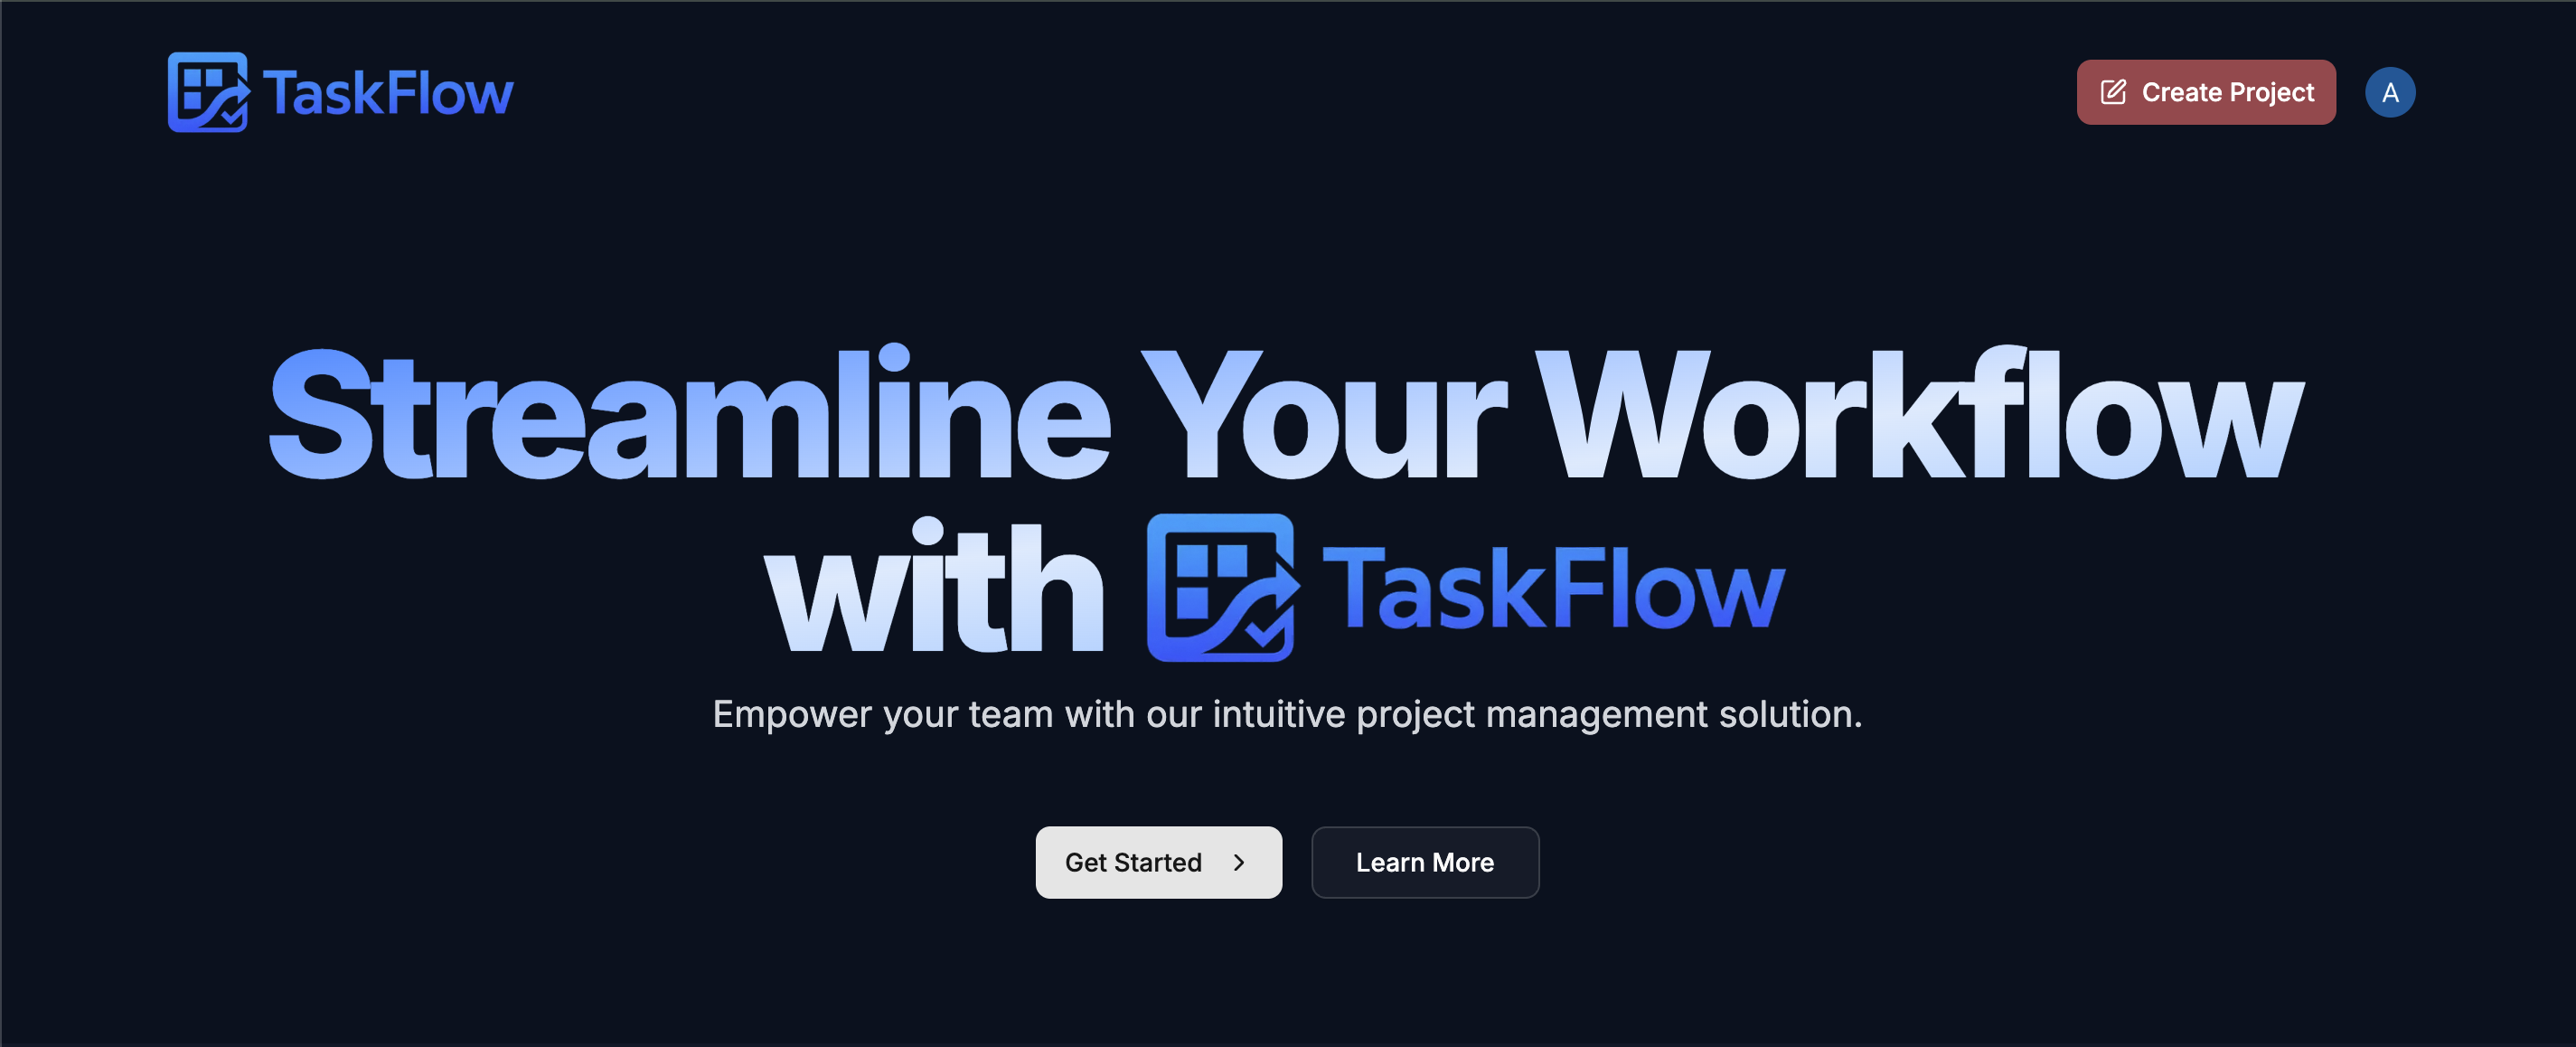 TaskFlow
Create Project
A
Streamline Your Workflow
with TaskFlow
Empower your team with our intuitive project management solution.
Get Started
Learn More